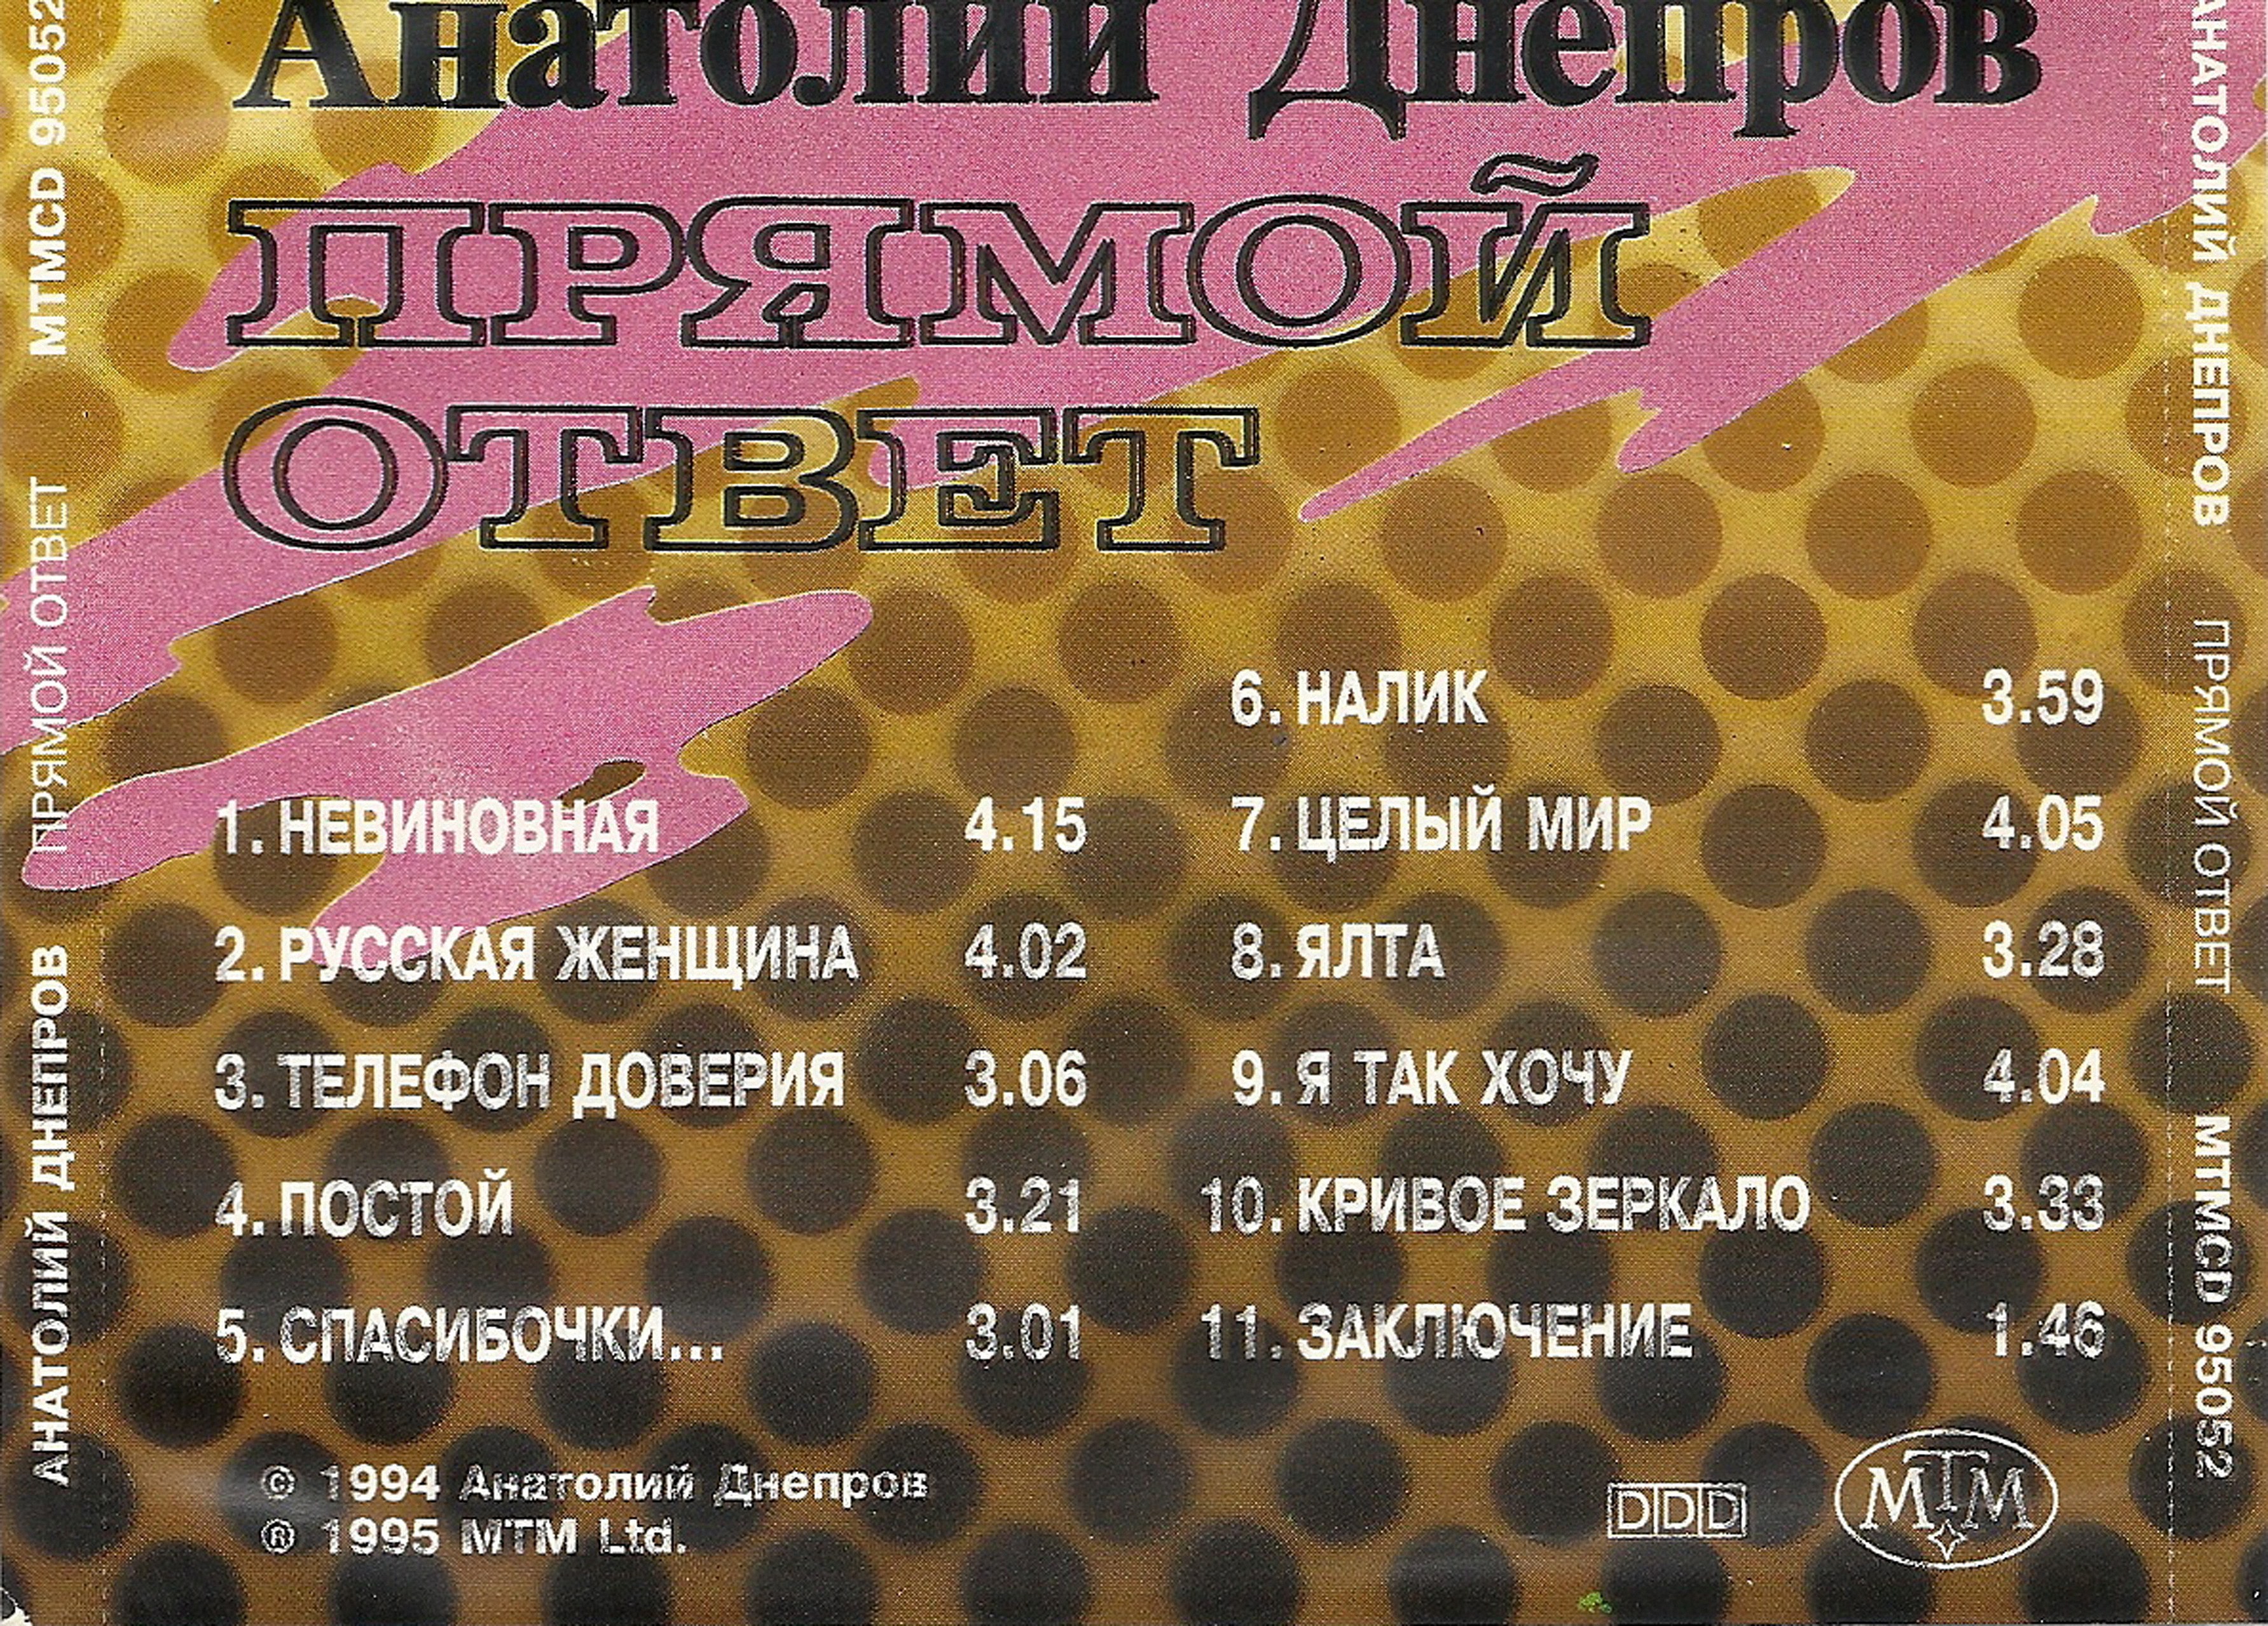 Анатолий Днепров
ПРЯМОЙ
ОТВЕТ
1. НЕВИНОВНАЯ 4.15
2. РУССКАЯ ЖЕНЩИНА 4.02
3. ТЕЛЕФОН ДОВЕРИЯ 3.06
4. ПОСТОЙ 3.21
5. СПАСИБОЧКИ... 3.01
6. НАЛИК 3.59
7. ЦЕЛЫЙ МИР 4.05
8. ЯЛТА 3.28
9. Я ТАК ХОЧУ 4.04
10. КРИВОЕ ЗЕРКАЛО 3.33
11. ЗАКЛЮЧЕНИЕ 1.46
© 1994 Анатолий Днепров
® 1995 МТМ Ltd.
DDD
МТМ
АНАТОЛИЙ ДНЕПРОВ ПРЯМОЙ ОТВЕТ MTMCD 95052
АНАТОЛИЙ ДНЕПРОВ ПРЯМОЙ ОТВЕТ MTMCD 95052